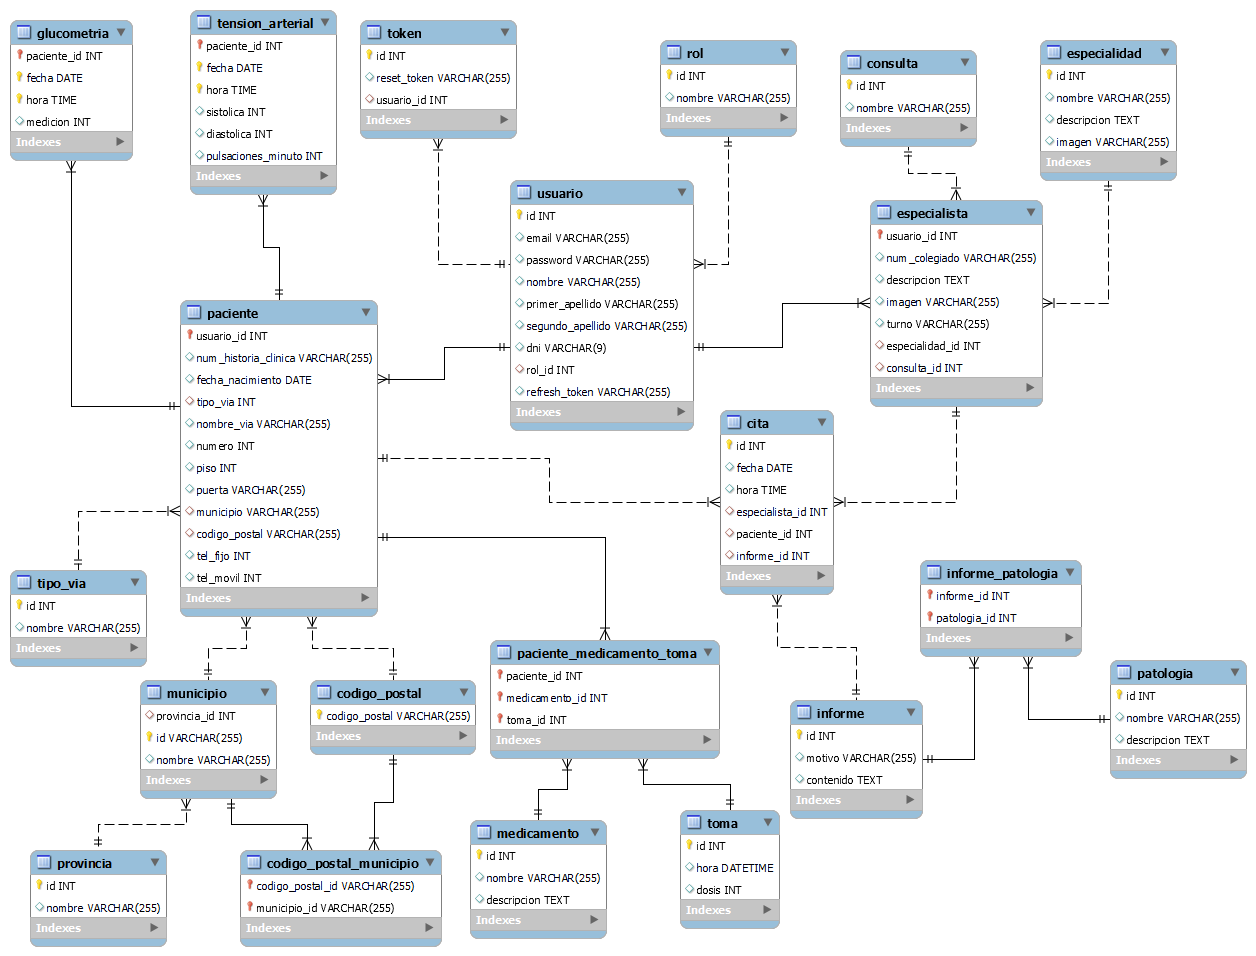 glucometria
paciente_id INT
fecha DATE
hora TIME
medicion INT
Indexes
tension_arterial
paciente_id INT
fecha DATE
hora TIME
sistolica INT
diastolica INT
pulsaciones_minuto INT
Indexes
token
id INT
reset_token VARCHAR(255)
usuario_id INT
Indexes
rol
id INT
nombre VARCHAR(255)
Indexes
consulta
id INT
nombre VARCHAR(255)
Indexes
especialidad
id INT
nombre VARCHAR(255)
descripcion TEXT
imagen VARCHAR(255)
Indexes
usuario
id INT
email VARCHAR(255)
password VARCHAR(255)
nombre VARCHAR(255)
primer_apellido VARCHAR(255)
segundo_apellido VARCHAR(255)
dni VARCHAR(9)
rol_id INT
refresh_token VARCHAR(255)
Indexes
especialista
usuario_id INT
num_colegiado VARCHAR(255)
descripcion TEXT
imagen VARCHAR(255)
turno VARCHAR(255)
especialidad_id INT
consulta_id INT
Indexes
paciente
usuario_id INT
num_historia_clinica VARCHAR(255)
fecha_nacimiento DATE
tipo_via INT
nombre_via VARCHAR(255)
numero INT
piso INT
puerta VARCHAR(255)
municipio VARCHAR(255)
codigo_postal VARCHAR(255)
tel_fijo INT
tel_movil INT
Indexes
cita
id INT
fecha DATE
hora TIME
especialista_id INT
paciente_id INT
informe_id INT
Indexes
tipo_via
id INT
nombre VARCHAR(255)
Indexes
informe_patologia
informe_id INT
patologia_id INT
Indexes
paciente_medicamento_toma
paciente_id INT
medicamento_id INT
toma_id INT
Indexes
patologia
id INT
nombre VARCHAR(255)
descripcion TEXT
Indexes
municipio
provincia_id INT
id VARCHAR(255)
nombre VARCHAR(255)
Indexes
codigo_postal
codigo_postal VARCHAR(255)
Indexes
informe
id INT
motivo VARCHAR(255)
contenido TEXT
Indexes
provincia
id INT
nombre VARCHAR(255)
Indexes
codigo_postal_municipio
codigo_postal_id VARCHAR(255)
municipio_id VARCHAR(255)
Indexes
medicamento
id INT
nombre VARCHAR(255)
descripcion TEXT
Indexes
toma
id INT
hora DATETIME
dosis INT
Indexes